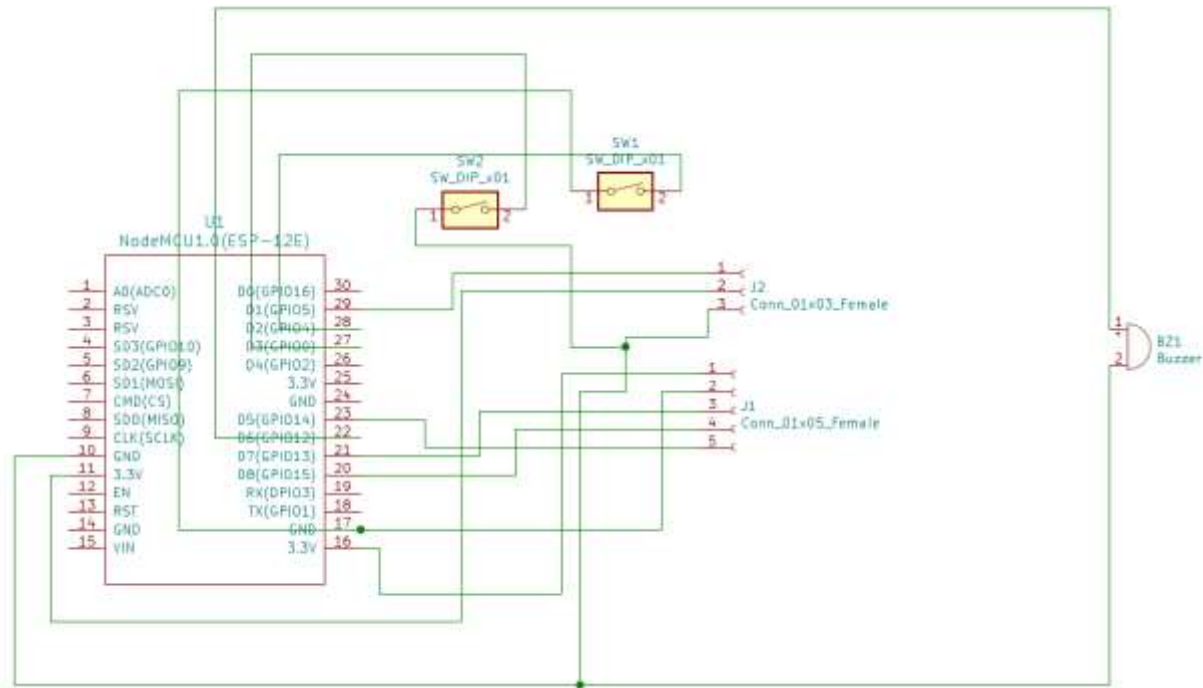 SW1
SW_DIP_x01
1
2
SW2
SW_DIP_x01
1
2
U1
NodeMCU1.0(ESP-12E)
1 A0(ADC0) D0(GPIO16) 30
2 RSV D1(GPIO5) 29
3 RSV D2(GPIO4) 28
4 SD3(GPIO10) D3(GPIO0) 27
5 SD2(GPIO9) D4(GPIO2) 26
6 SD1(MOSI) 3.3V 25
7 CMD(CS) GND 24
8 SDO(MISO) D5(GPIO14) 23
9 CLK(SCLK) D6(GPIO12) 22
10 GND D7(GPIO13) 21
11 3.3V D8(GPIO15) 20
12 EN RX(DPIO3) 19
13 RST TX(GPIO1) 18
14 GND GND 17
15 VIN 3.3V 16
1
2
3
J2
Conn_01x03_Female
1
2
3
4
5
J1
Conn_01x05_Female
1
+
2
BZ1
Buzzer